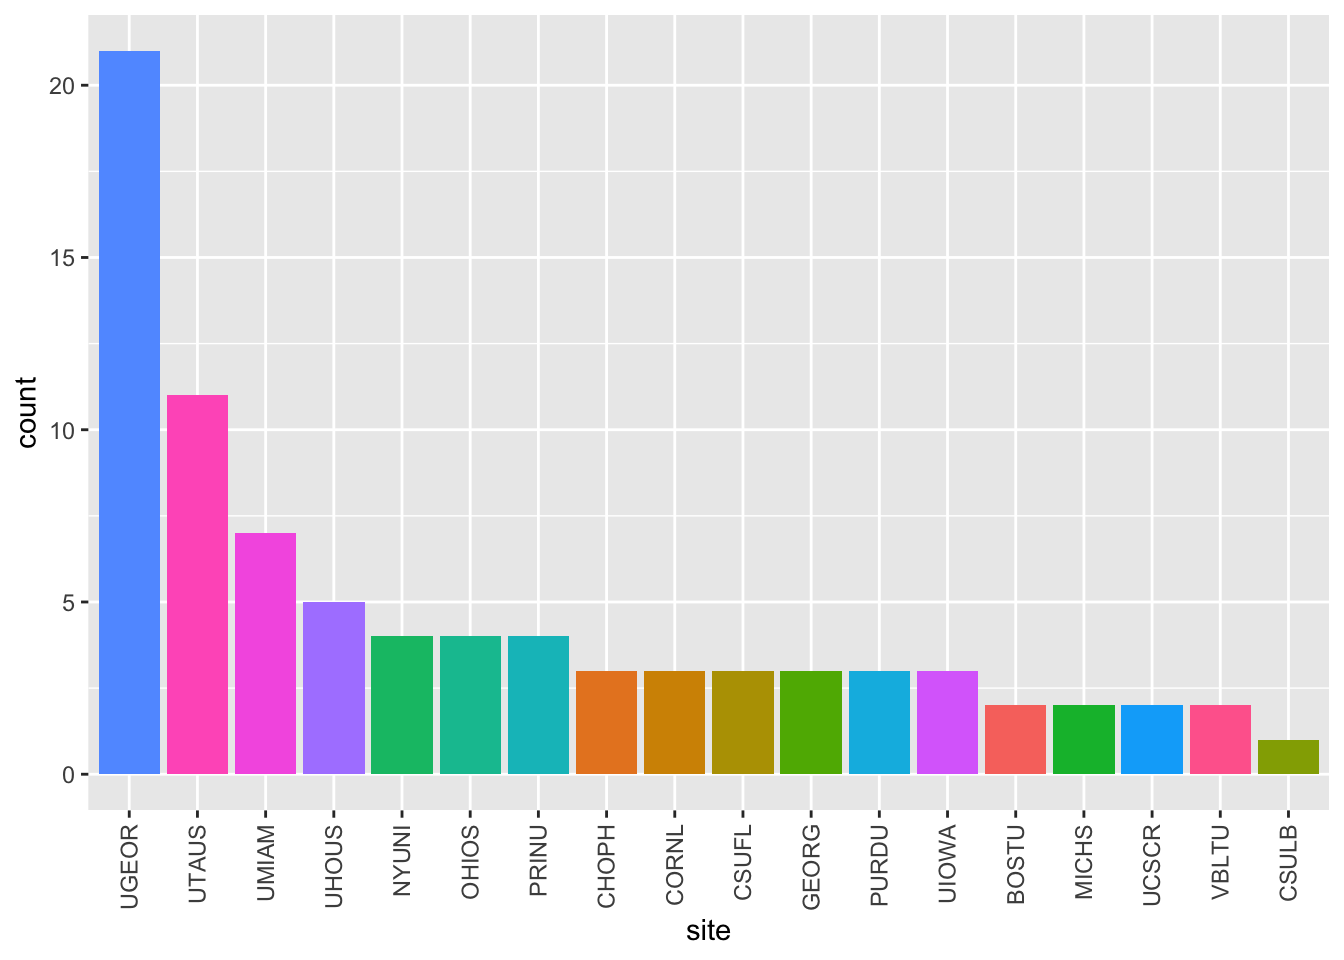 20
15
10
5
0
count
UGEOR
UTAUS
UMIAM
UHOUS
NYUNI
OHIOS
PRINU
CHOPH
CORNL
CSUFL
GEORG
PURDU
UIOWA
BOSTU
MICHS
UCSCR
VBLTU
CSULB
site